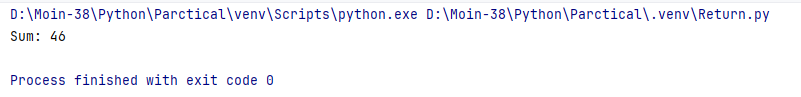 D:\Moin-38\Python\Parctical\venv\Scripts\python.exe D:\Moin-38\Python\Parctical\.venv\Return.py
Sum: 46
Process finished with exit code 0